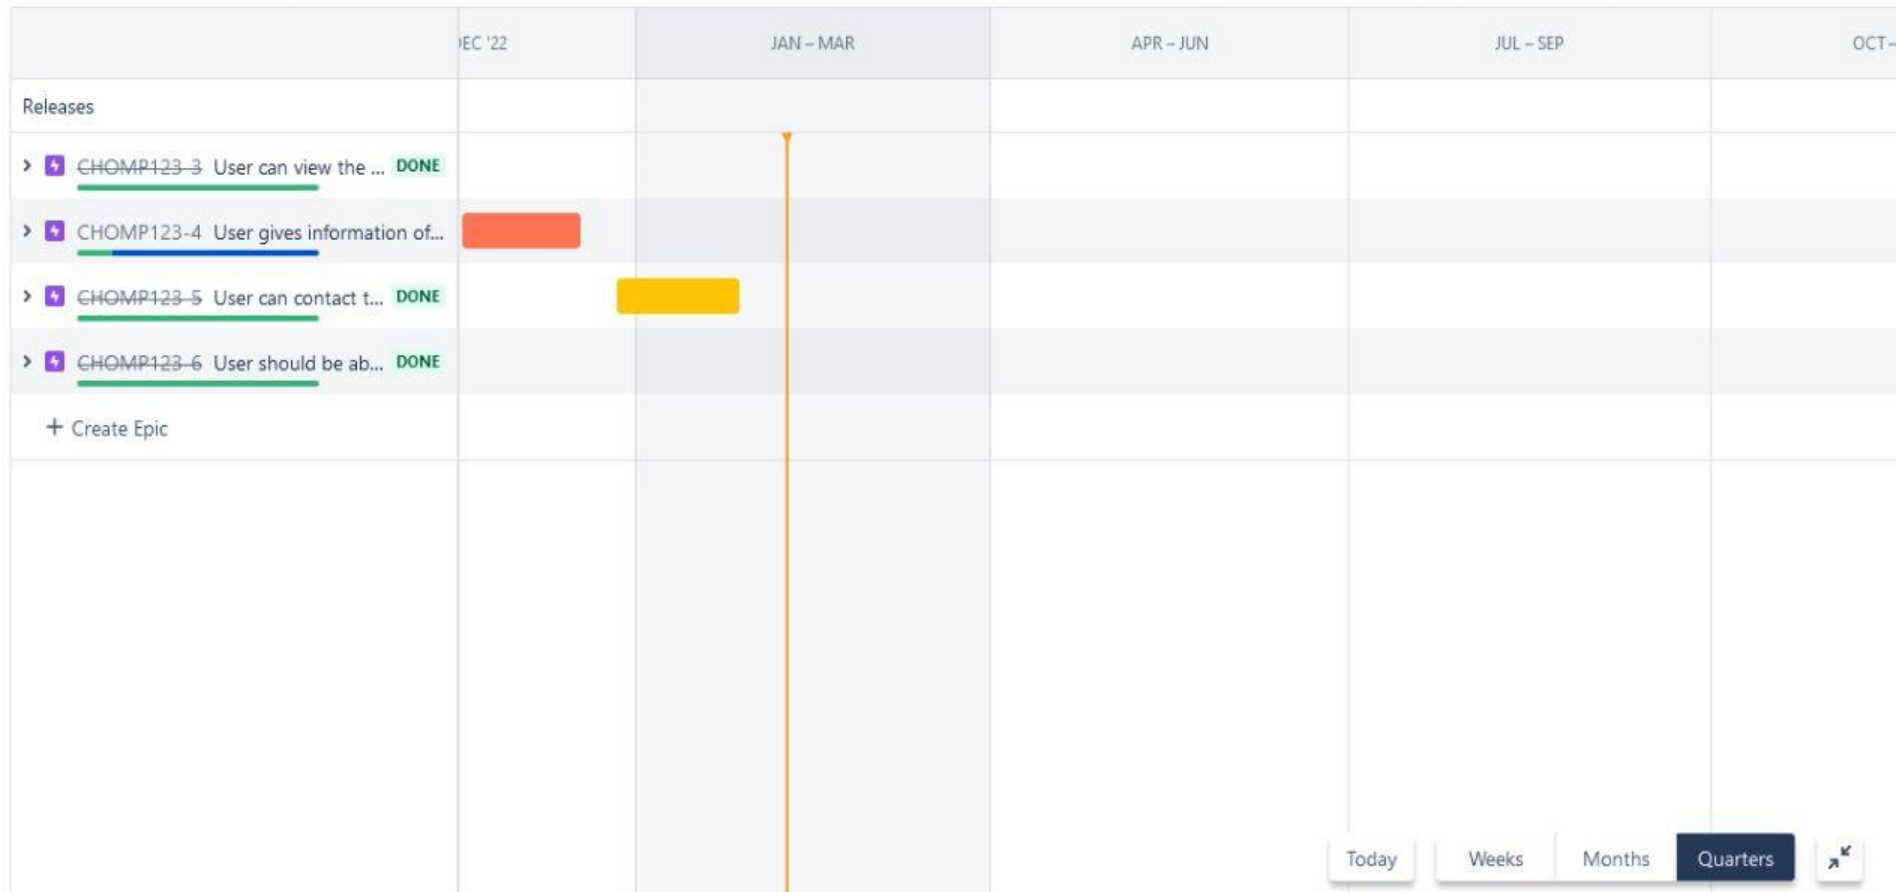 EC '22
JAN – MAR
APR – JUN
JUL – SEP
OCT –
Releases
CHOMP123-3 User can view the ... DONE
CHOMP123-4 User gives information of...
CHOMP123-5 User can contact t... DONE
CHOMP123-6 User should be ab... DONE
+ Create Epic
Today
Weeks
Months
Quarters